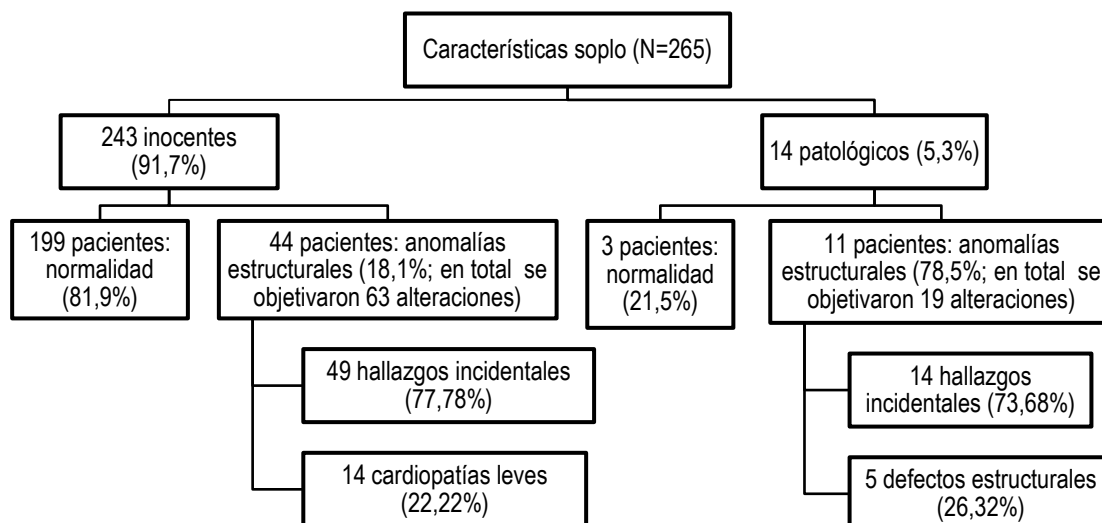 Características soplo (N=265)
243 inocentes
(91,7%)
14 patológicos (5,3%)
199 pacientes:
normalidad
(81,9%)
44 pacientes: anomalías
estructurales (18,1%; en total se
objetivaron 63 alteraciones)
3 pacientes:
normalidad
(21,5%)
11 pacientes: anomalías
estructurales (78,5%; en total se
objetivaron 19 alteraciones)
49 hallazgos incidentales
(77,78%)
14 hallazgos
incidentales (73,68%)
14 cardiopatías leves
(22,22%)
5 defectos estructurales
(26,32%)